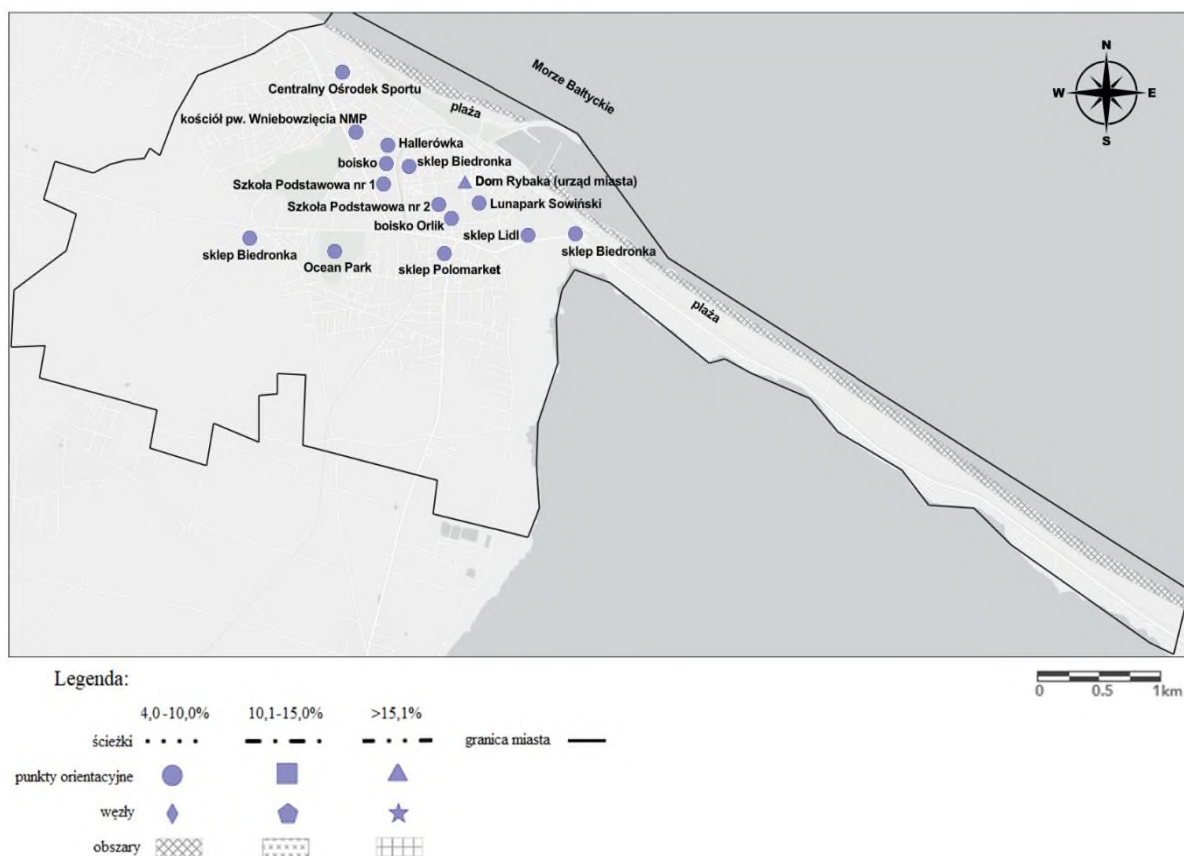 N
W E
S
Morze Bałtyckie
plaża
Centralny Ośrodek Sportu
kościół pw. Wniebowzięcia NMP
Hallerówka
boisko
sklep Biedronka
Szkoła Podstawowa nr 1
Dom Rybaka (urząd miasta)
Szkoła Podstawowa nr 2
Lunapark Sowiński
boisko Orlik
sklep Lidl
sklep Biedronka
sklep Biedronka
Ocean Park
sklep Polomarket
plaża
0 0.5 1km
Legenda:
4,0 -10,0% 10,1-15,0% >15,1%
ścieżki granica miasta
punkty orientacyjne
węzły
obszary